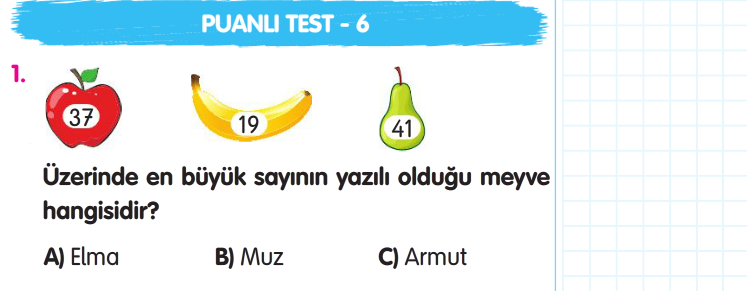 PUANLI TEST - 6
1.
37 19 41
Üzerinde en büyük sayının yazılı olduğu meyve
hangisidir?
A) Elma B) Muz C) Armut